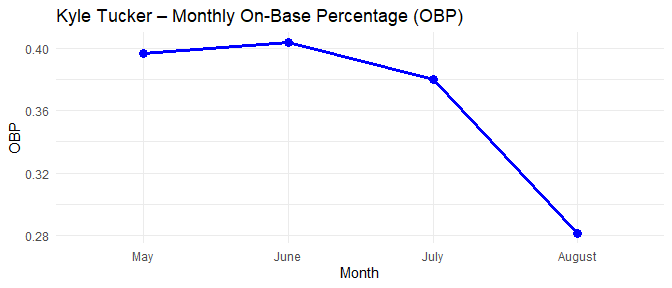 Kyle Tucker – Monthly On-Base Percentage (OBP)
OBP
0.40
0.36
0.32
0.28
May June July August
Month